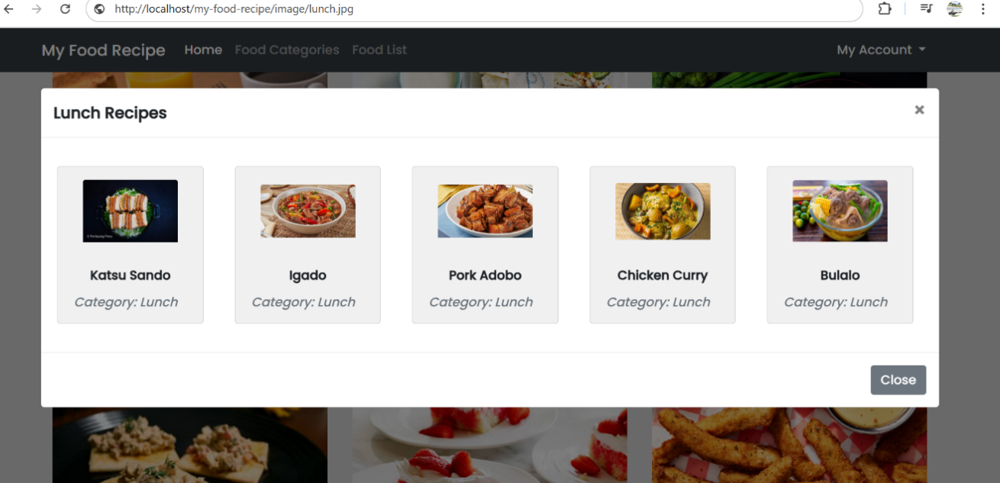 http://localhost/my-food-recipe/image/lunch.jpg
My Food Recipe Home Food Categories Food List My Account
Lunch Recipes
×
Katsu Sando Igado Pork Adobo Chicken Curry Bulalo
Category: Lunch Category: Lunch Category: Lunch Category: Lunch Category: Lunch
Close